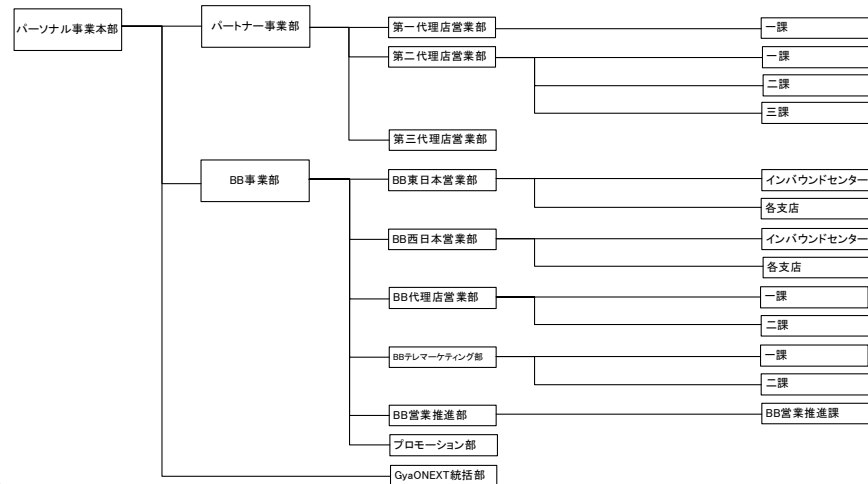 パーソナル事業本部
パートナー事業部
第一代理店営業部
一課
第二代理店営業部
一課
二課
三課
第三代理店営業部
BB事業部
BB東日本営業部
インバウンドセンター
各支店
BB西日本営業部
インバウンドセンター
各支店
BB代理店営業部
一課
二課
BBテレマーケティング部
一課
二課
BB営業推進部
BB営業推進課
プロモーション部
GyaONEXT統括部